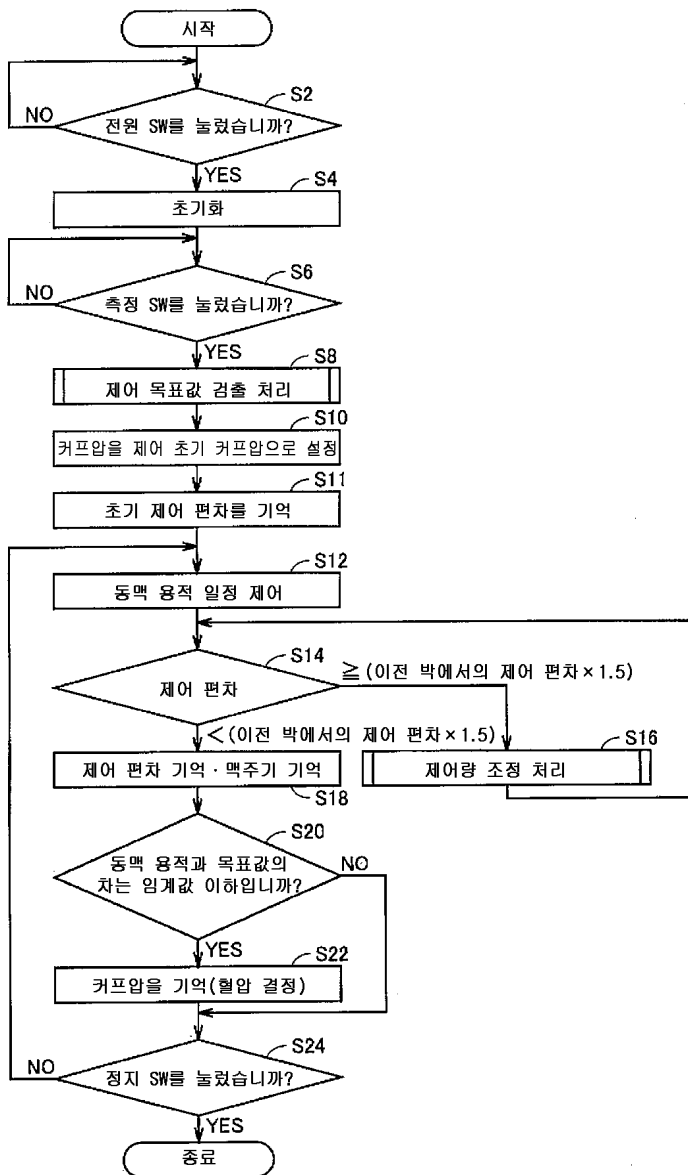 시작
S2
NO
전원 SW를 눌렀습니까?
YES
S4
초기화
S6
NO
측정 SW를 눌렀습니까?
YES
S8
제어 목표값 검출 처리
S10
커프압을 제어 초기 커프압으로 설정
S11
초기 제어 편차를 기억
S12
동맥 용적 일정 제어
S14
≧(이전 박에서의 제어 편차×1.5)
제어 편차
<(이전 박에서의 제어 편차×1.5)
S16
제어 편차 기억·맥주기 기억
제어량 조정 처리
S18
S20
동맥 용적과 목표값의
차는 임계값 이하입니까?
NO
YES
S22
커프압을 기억(혈압 결정)
S24
NO
정지 SW를 눌렀습니까?
YES
종료